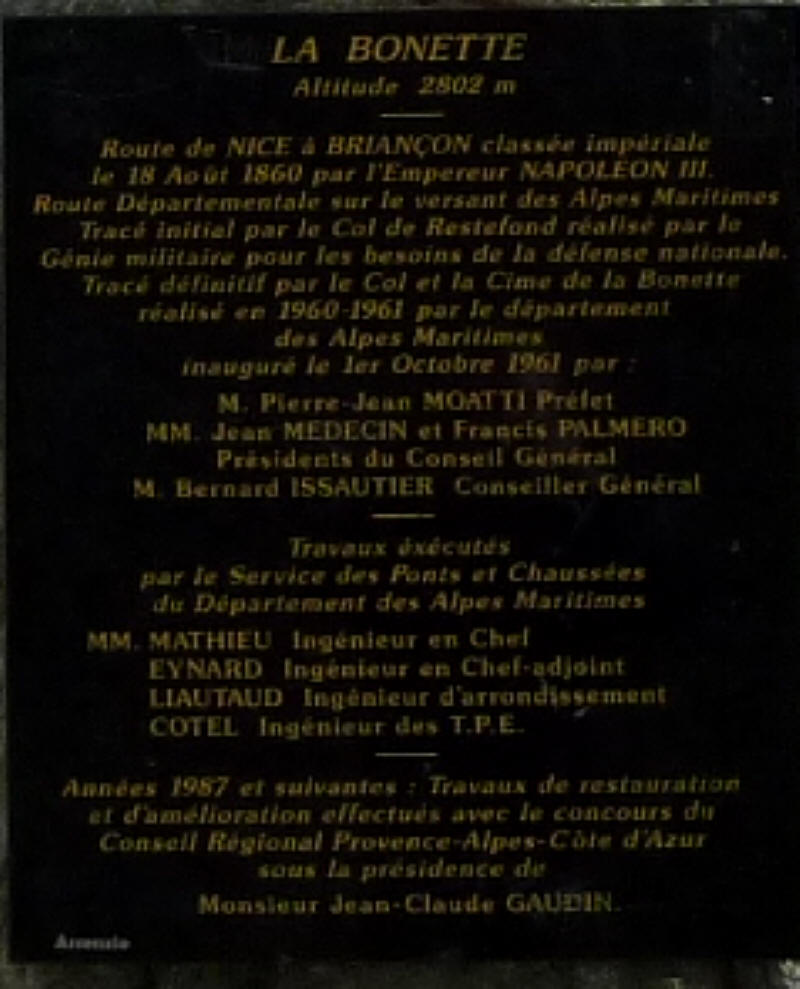 LA BONETTE
Altitude 2802 m
Route de NICE à BRIANÇON classée impériale
le 18 Août 1860 par l'Empereur NAPOLÉON III.
Route Départementale sur le versant des Alpes Maritimes
Tracé initial par le Col de Restefond réalisé par le
Génie militaire pour les besoins de la défense nationale.
Tracé définitif par le Col et la Cime de la Bonette
réalisé en 1960-1961 par le département
des Alpes Maritimes
inauguré le 1er Octobre 1961 par :
M. Pierre-Jean MOATTI Préfet
MM. Jean MEDECIN et Francis PALMERO
Présidents du Conseil Général
M. Bernard ISSAUTIER Conseiller Général
Travaux éxécutés
par le Service des Ponts et Chaussées
du Département des Alpes Maritimes
MM. MATHIEU Ingénieur en Chef
EYNARD Ingénieur en Chef-adjoint
LIAUTAUD Ingénieur d'arrondissement
COTEL Ingénieur des T.P.E.
Années 1987 et suivantes : Travaux de restauration
et d'amélioration effectués avec le concours du
Conseil Régional Provence-Alpes-Côte d'Azur
sous la présidence de
Monsieur Jean-Claude GAUDIN.